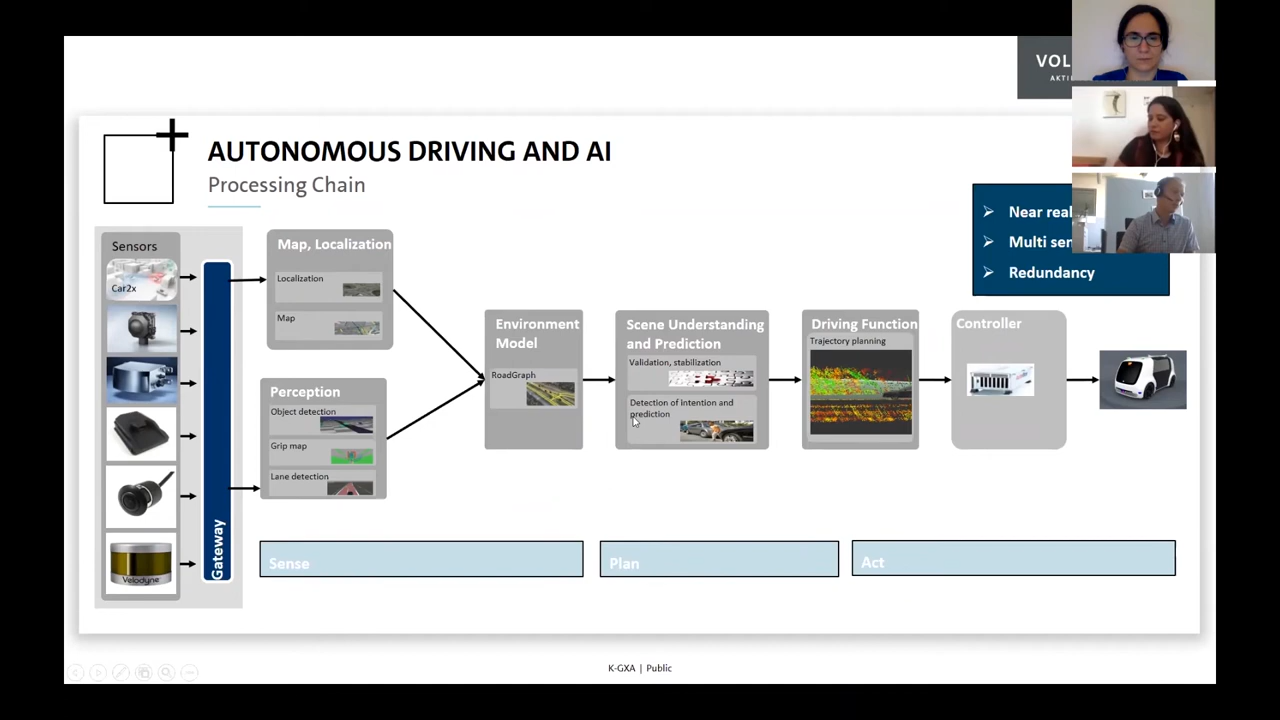 VOL
AKTI
AUTONOMOUS DRIVING AND AI
Processing Chain
Near real
Multi sen
Redundancy
Sensors
Car2x
Velodyne
Gateway
Map, Localization
Localization
Map
Perception
Object detection
Grip map
Lane detection
Environment
Model
RoadGraph
Scene Understanding
and Prediction
Validation, stabilization
Detection of intention and
prediction
Driving Function
Trajectory planning
Controller
Sense
Plan
Act
K-GXA | Public